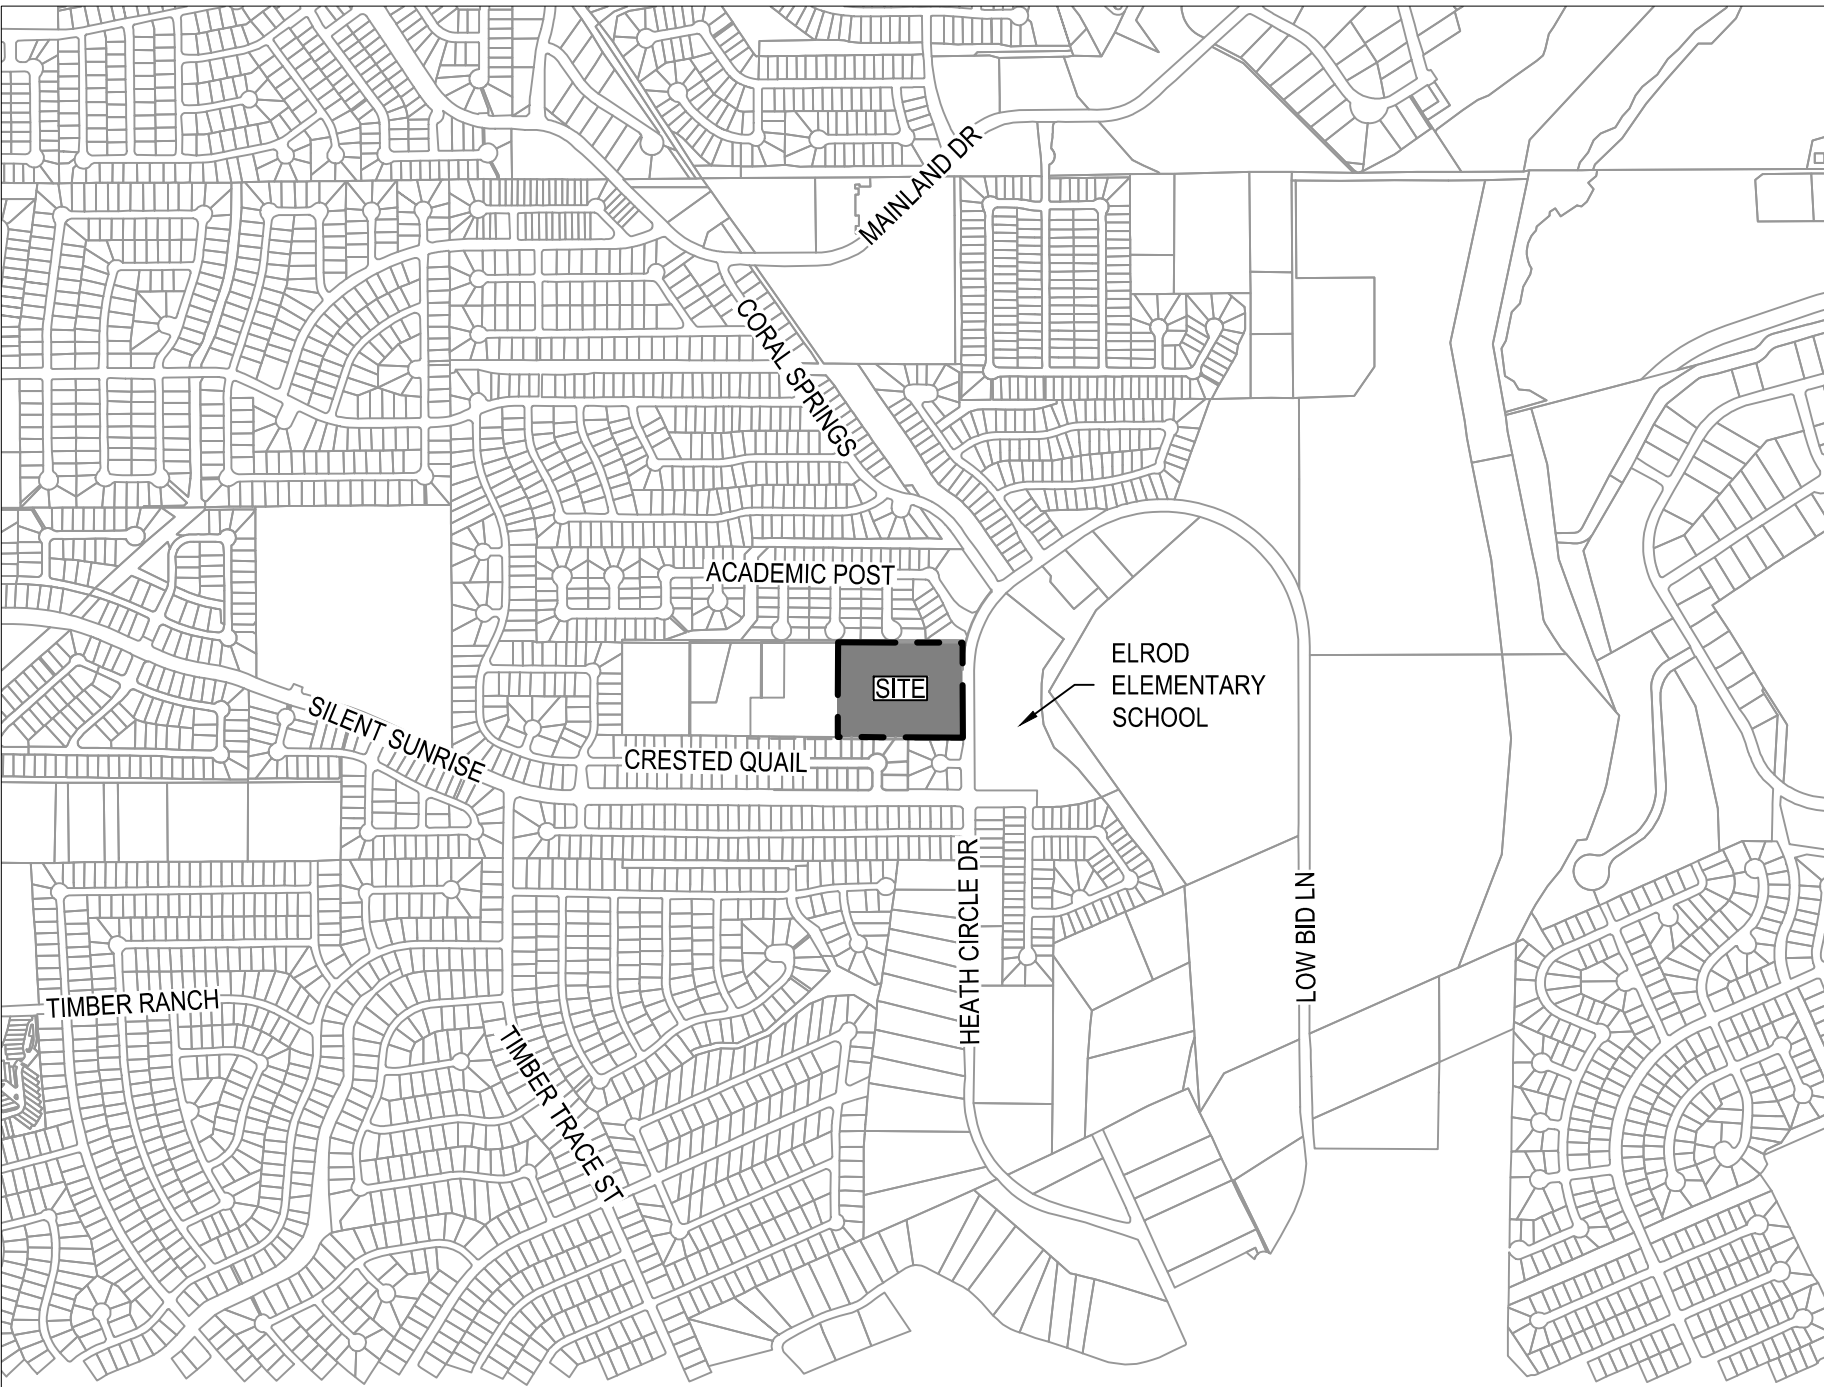 MAINLAND DR
CORAL SPRINGS
ACADEMIC POST
ELROD
ELEMENTARY
SCHOOL
SITE
SILENT SUNRISE
CRESTED QUAIL
HEATH CIRCLE DR
LOW BID LN
TIMBER RANCH
TIMBER TRACE ST